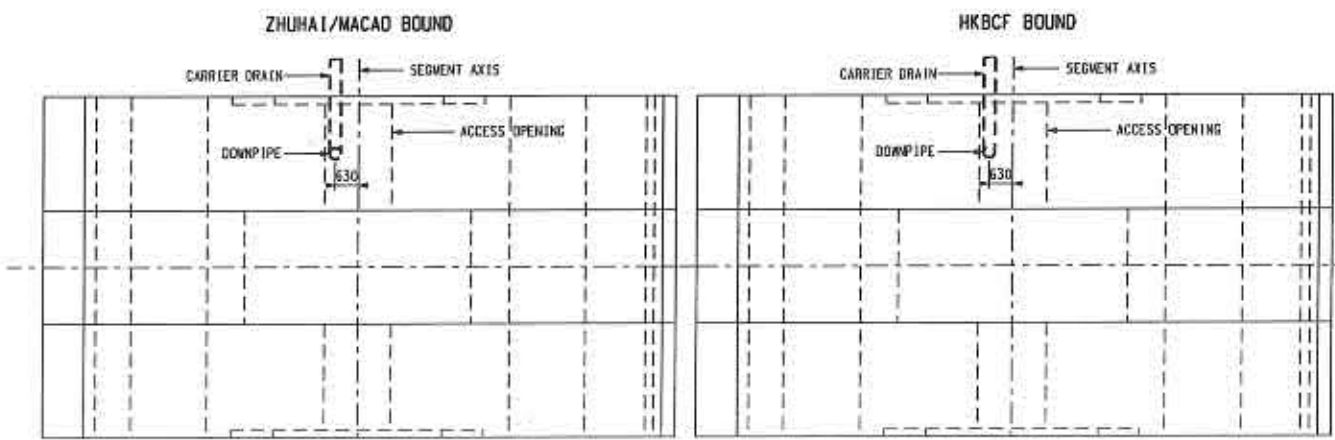 ZHUHAI/MACAO BOUND
HKBCF BOUND
CARRIER DRAIN
SEGMENT AXIS
ACCESS OPENING
DOWNPIPE
630
CARRIER DRAIN
SEGMENT AXIS
ACCESS OPENING
DOWNPIPE
630